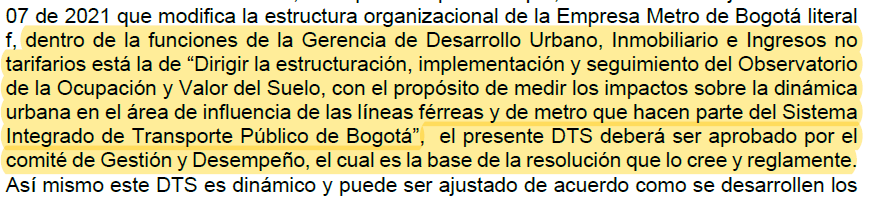 07 de 2021 que modifica la estructura organizacional de la Empresa Metro de Bogotá literal
f, dentro de la funciones de la Gerencia de Desarrollo Urbano, Inmobiliario e Ingresos no
tarifarios está la de “Dirigir la estructuración, implementación y seguimiento del Observatorio
de la Ocupación y Valor del Suelo, con el propósito de medir los impactos sobre la dinámica
urbana en el área de influencia de las líneas férreas y de metro que hacen parte del Sistema
Integrado de Transporte Público de Bogotá”, el presente DTS deberá ser aprobado por el
comité de Gestión y Desempeño, el cual es la base de la resolución que lo cree y reglamente.
Así mismo este DTS es dinámico y puede ser ajustado de acuerdo como se desarrollen los